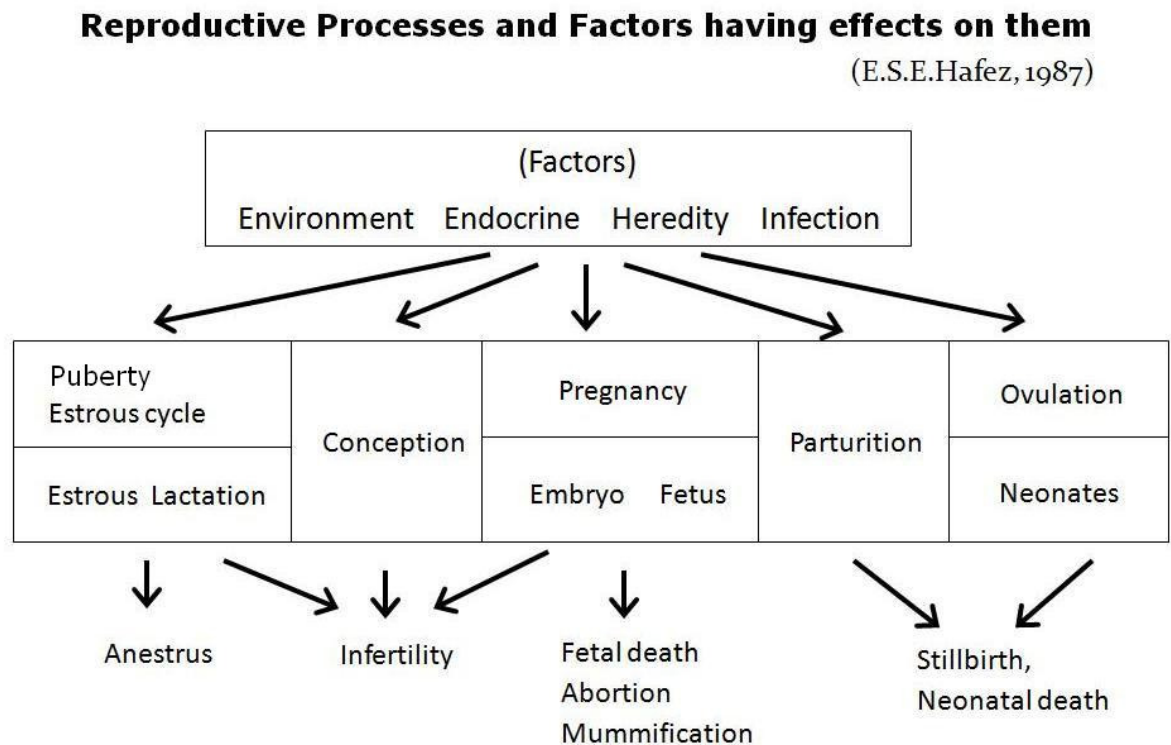 Reproductive Processes and Factors having effects on them
(E.S.E.Hafez, 1987)
(Factors)
Environment Endocrine Heredity Infection
Puberty
Estrous cycle
Estrous Lactation
Conception
Pregnancy
Embryo Fetus
Parturition
Ovulation
Neonates
Anestrus
Infertility
Fetal death
Abortion
Mummification
Stillbirth,
Neonatal death